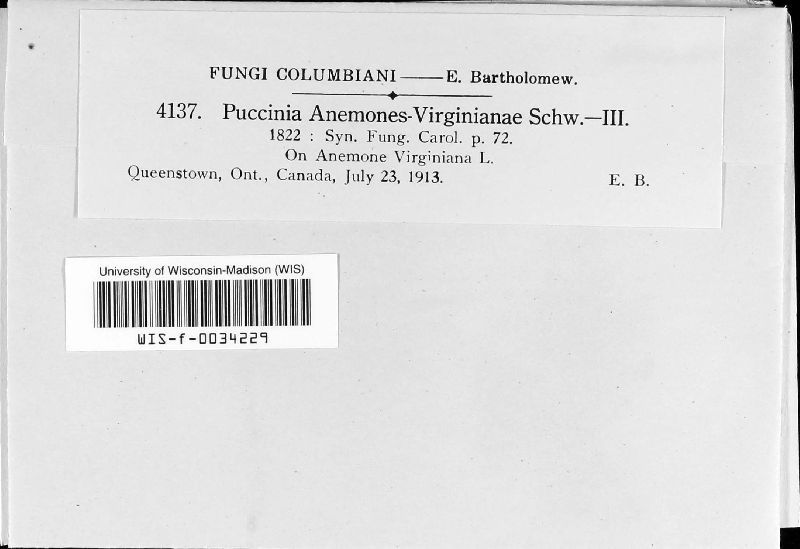 FUNGI COLUMBIANI——E. Bartholomew.
4137. Puccinia Anemones-Virginianae Schw.—III.
1822 : Syn. Fung. Carol. p. 72.
On Anemone Virginiana L.
Queenstown, Ont., Canada, July 23, 1913. E. B.
University of Wisconsin-Madison (WIS)
WIS-f-0034229